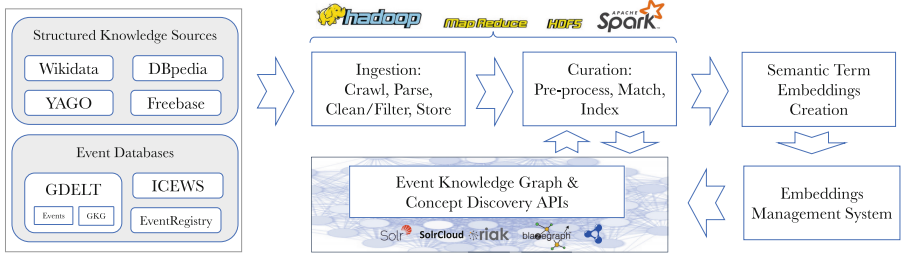 Structured Knowledge Sources
Wikidata
DBpedia
YAGO
Freebase
Event Databases
GDELT
Events
GKG
ICEWS
EventRegistry
hadoop
Map Reduce
HDFS
APACHE
Spark
Ingestion:
Crawl, Parse,
Clean/Filter, Store
Curation:
Pre-process, Match,
Index
Semantic Term
Embeddings
Creation
Event Knowledge Graph &
Concept Discovery APIs
Solr
SolrCloud
riak
blazegraph
Embeddings
Management System